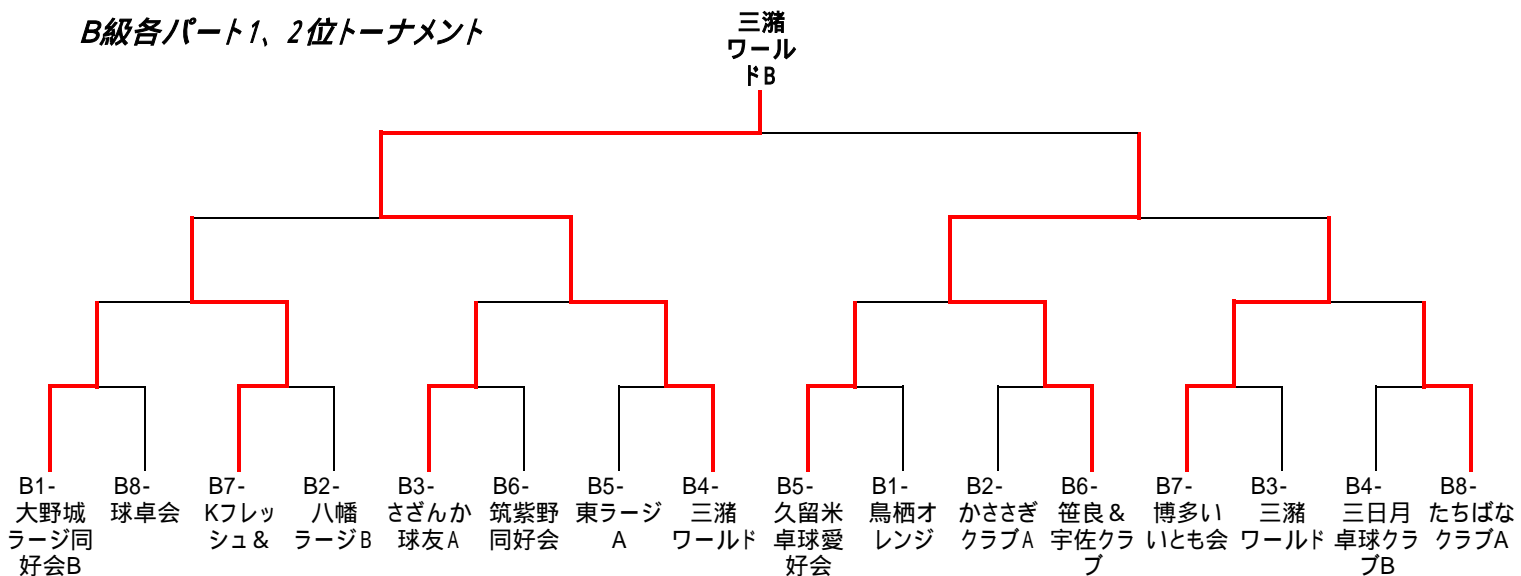 B級各パート1、2位トーナメント
三瀦
ワール
ドB
B1-
大野城
ラージ同
好会B
B8-
球卓会
B7-
Kフレッ
シュ&
B2-
八幡
ラージB
B3-
さざんか
球友A
B6-
筑紫野
同好会
B5-
東ラージ
A
B4-
三瀦
ワールド
B5-
久留米
卓球愛
好会
B1-
鳥栖オ
レンジ
B2-
かささぎ
クラブA
B6-
笹良&
宇佐クラ
ブ
B7-
博多い
いとも会
B3-
三瀦
ワールド
B4-
三日月
卓球クラ
ブB
B8-
たちばな
クラブA